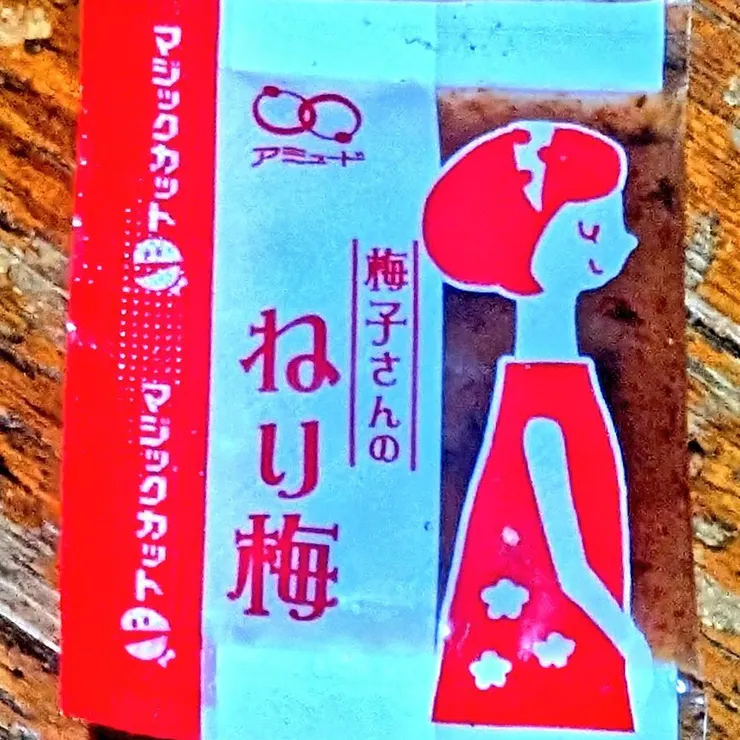 アミュード
梅子さんの
ねり梅
マジックカット
マジックカット